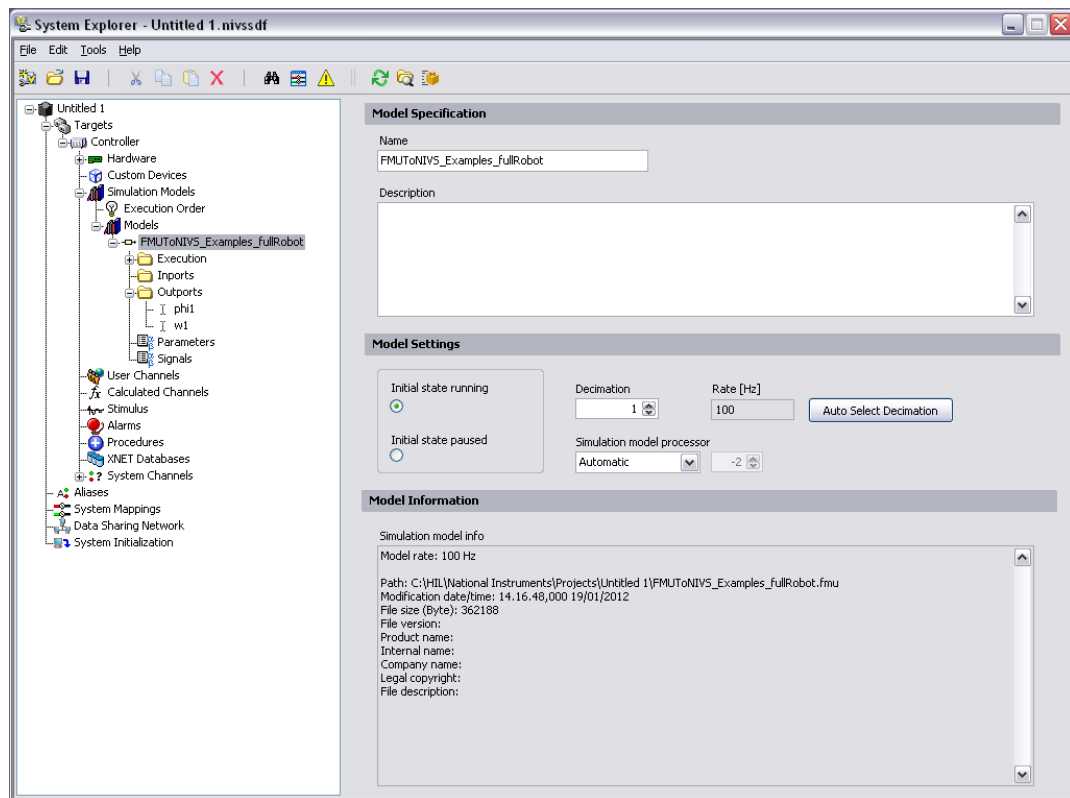 System Explorer - Untitled 1.nivssdf
File Edit Tools Help
Untitled 1
Targets
Controller
Hardware
Custom Devices
Simulation Models
Execution Order
Models
FMUToNIVS_Examples_fullRobot
Execution
Inports
Outports
phi1
w1
Parameters
Signals
User Channels
Calculated Channels
Stimulus
Alarms
Procedures
XNET Databases
System Channels
Aliases
System Mappings
Data Sharing Network
System Initialization
Model Specification
Name
FMUToNIVS_Examples_fullRobot
Description
Model Settings
Initial state running
Initial state paused
Decimation
1
Rate [Hz]
100
Auto Select Decimation
Simulation model processor
Automatic
-2
Model Information
Simulation model info
Model rate: 100 Hz
Path: C:\HIL\National Instruments\Projects\Untitled 1\FMUToNIVS_Examples_fullRobot.fmu
Modification date/time: 14.16.48,000 19/01/2012
File size (Byte): 362188
File version:
Product name:
Internal name:
Company name:
Legal copyright:
File description: